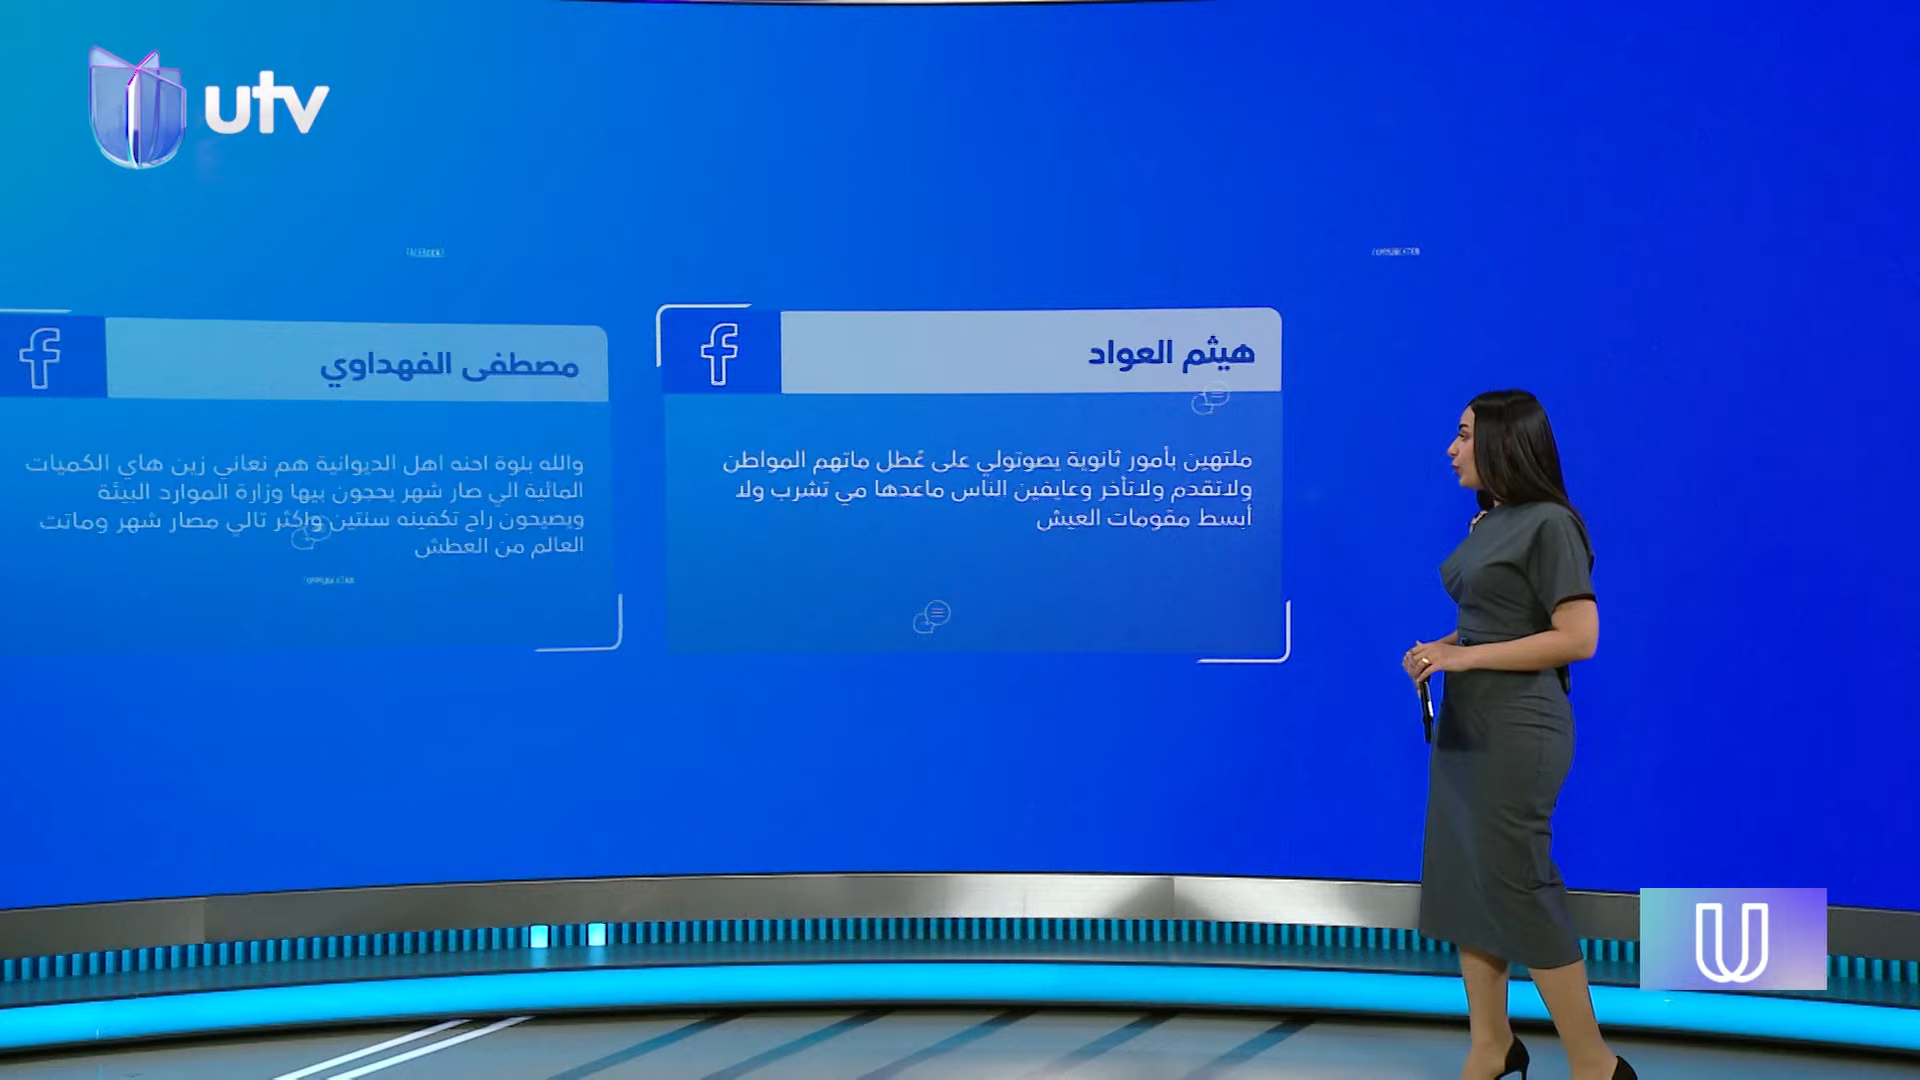 utv
هيثم العواد
ملتهين بأمور ثانوية يصوتولي على عُطل ماتهم المواطن
ولاتقدم ولاتأخر وعايفين الناس ماعدها مي تشرب ولا
أبسط مقومات العيش
مصطفى الفهداوي
والله بلوة احنه اهل الديوانية هم نعاني زين هاي الكميات
المائية الي صار شهر يحجون بيها وزارة الموارد البيئة
ويصيحون راح تكفينه سنتين واكثر تالي مصار شهر وماتت
العالم من العطش
U